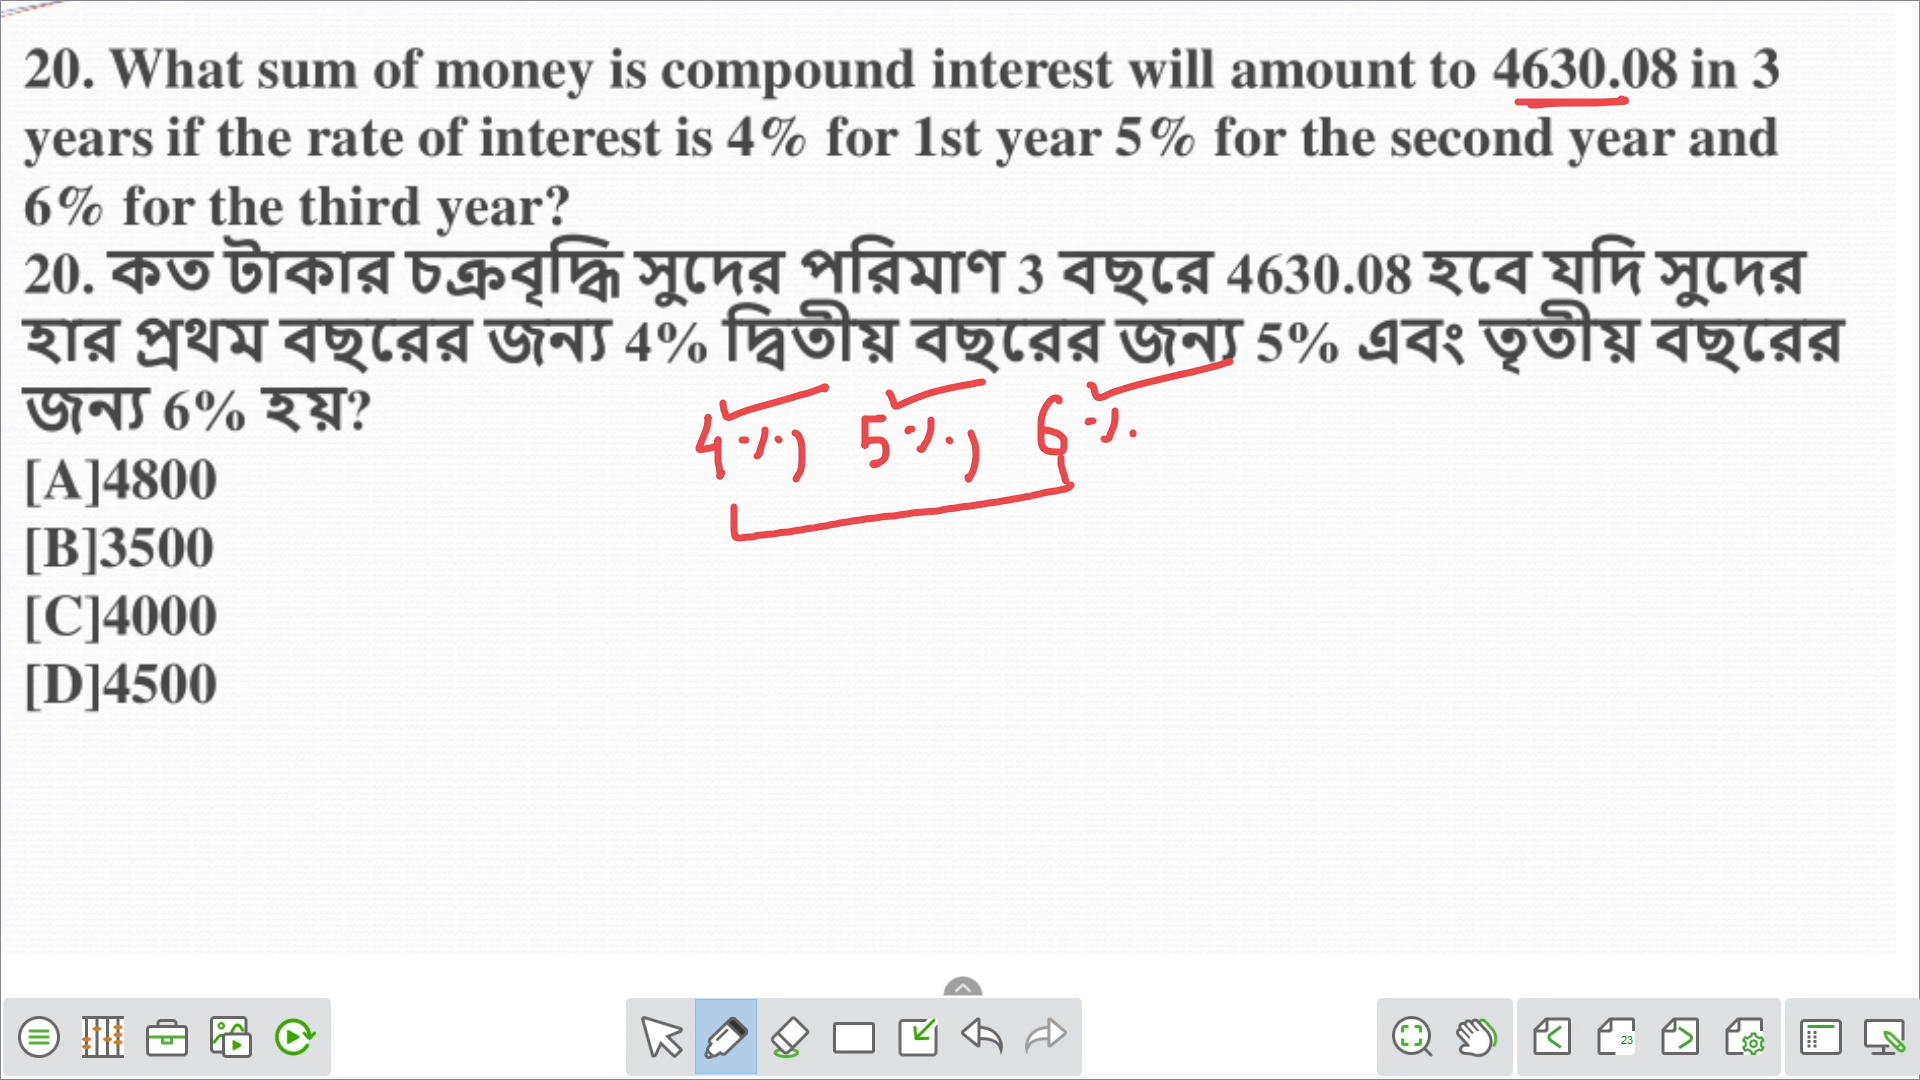 20. What sum of money is compound interest will amount to 4630.08 in 3
years if the rate of interest is 4% for 1st year 5% for the second year and
6% for the third year?
20. কত টাকার চক্রবৃদ্ধি সুদের পরিমাণ 3 বছরে 4630.08 হবে যদি সুদের
হার প্রথম বছরের জন্য 4% দ্বিতীয় বছরের জন্য 5% এবং তৃতীয় বছরের
জন্য 6% হয়?
4%, 5%, 6%
[A]4800
[B]3500
[C]4000
[D]4500
23